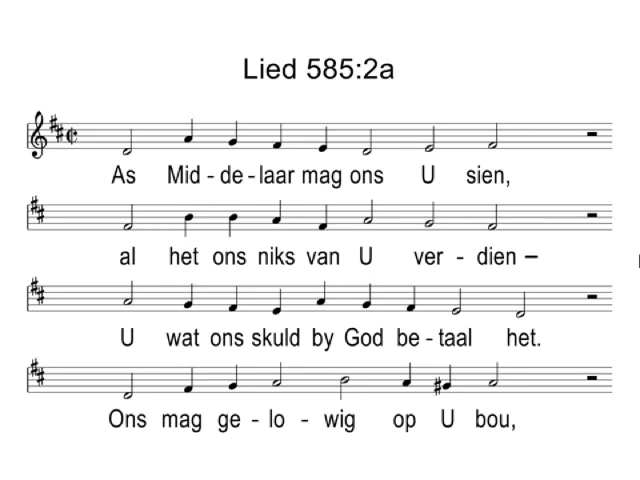 Lied 585:2a
As Mid - de - laar mag ons U sien,
al het ons niks van U ver - dien –
U wat ons skuld by God be - taal het.
Ons mag ge - lo - wig op U bou,